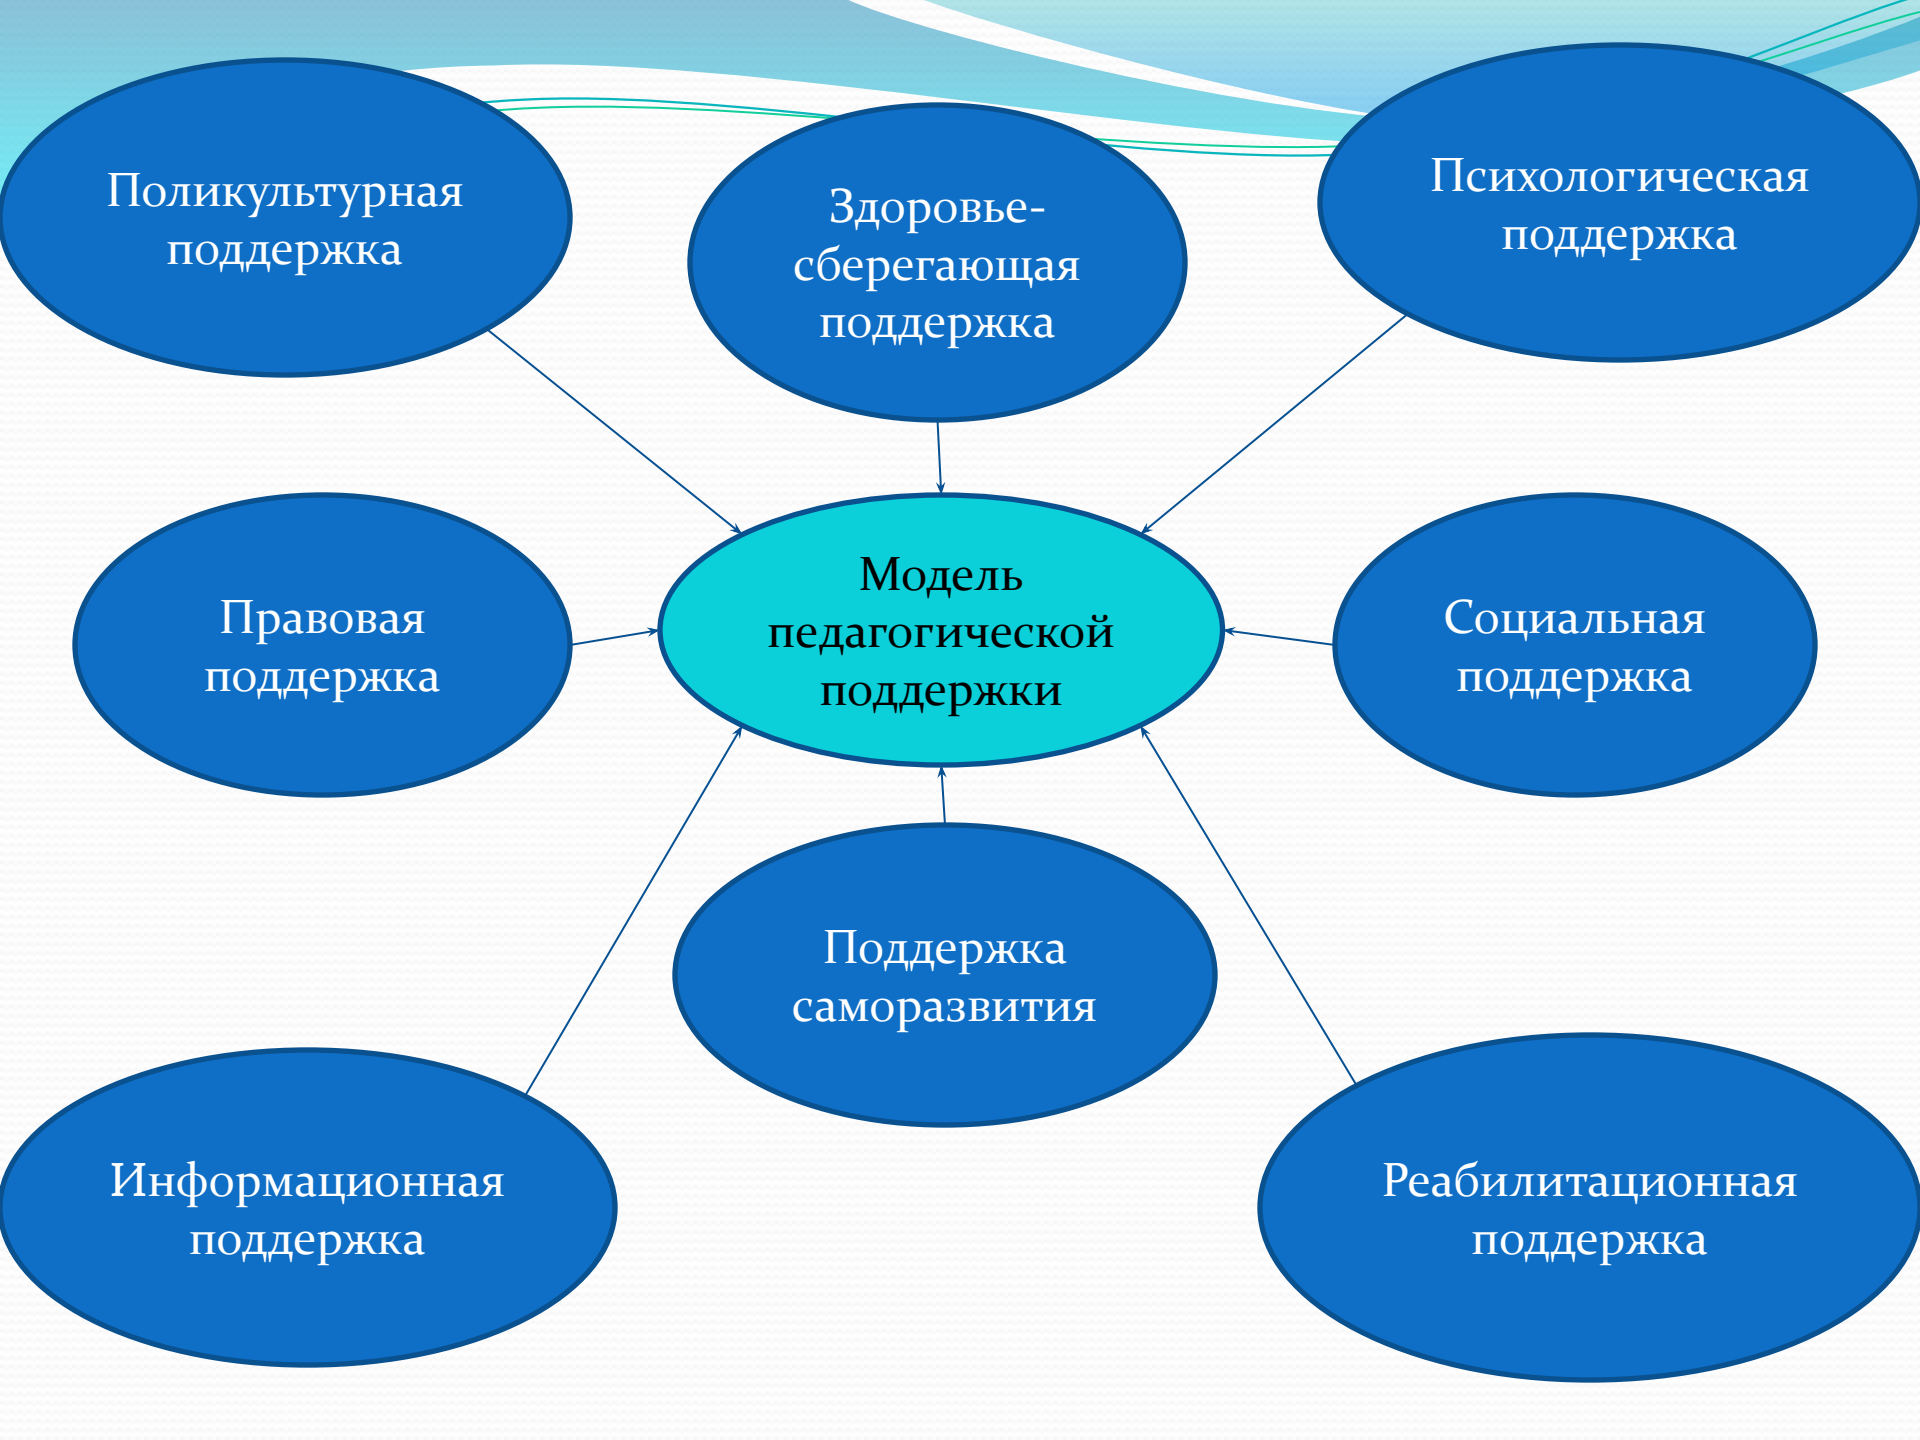 Поликультурная
поддержка
Здоровье-
сберегающая
поддержка
Психологическая
поддержка
Правовая
поддержка
Модель
педагогической
поддержки
Социальная
поддержка
Поддержка
саморазвития
Информационная
поддержка
Реабилитационная
поддержка